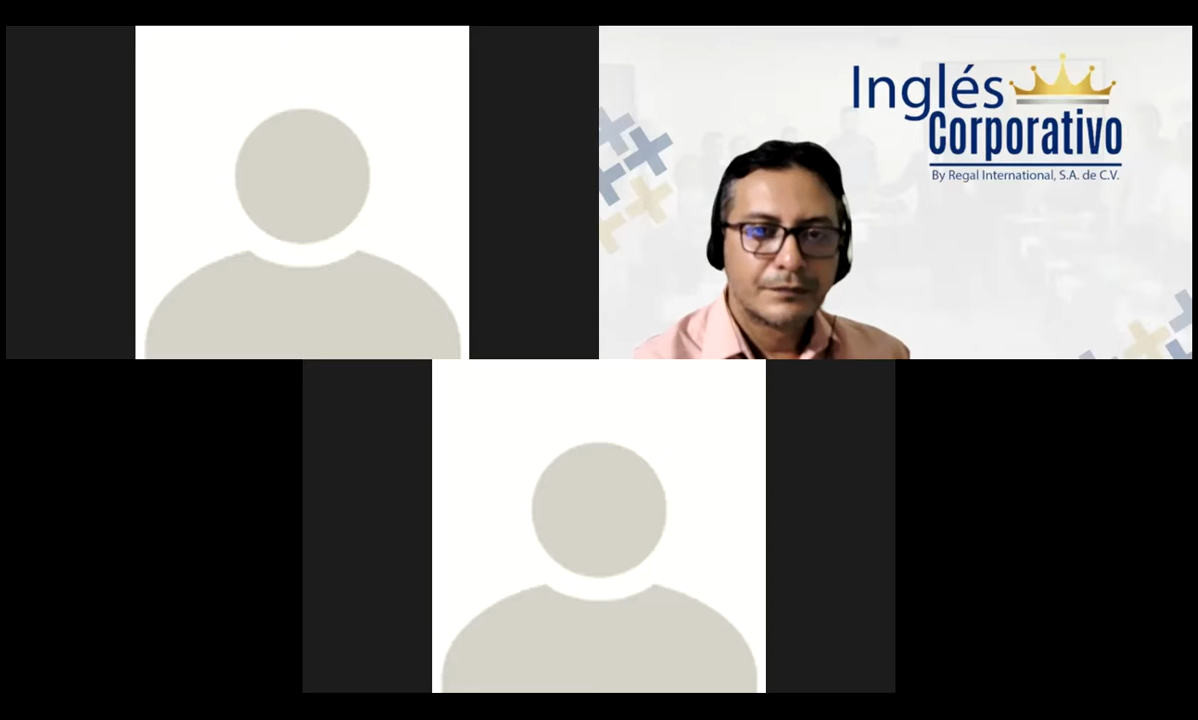 Inglés
Corporativo
By Regal International, S.A. de C.V.